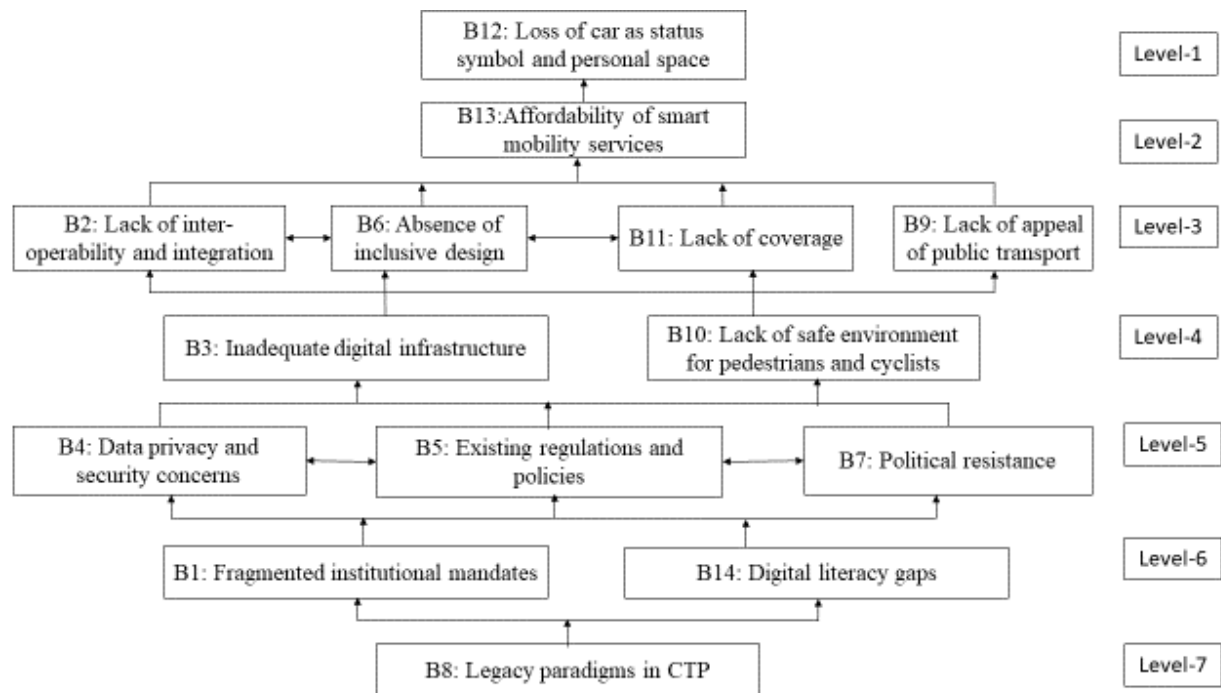 B12: Loss of car as status
symbol and personal space
Level-1
B13:Affordability of smart
mobility services
Level-2
B2: Lack of inter-
operability and integration
B6: Absence of
inclusive design
B11: Lack of coverage
B9: Lack of appeal
of public transport
Level-3
B3: Inadequate digital infrastructure
B10: Lack of safe environment
for pedestrians and cyclists
Level-4
B4: Data privacy and
security concerns
B5: Existing regulations and
policies
B7: Political resistance
Level-5
B1: Fragmented institutional mandates
B14: Digital literacy gaps
Level-6
B8: Legacy paradigms in CTP
Level-7